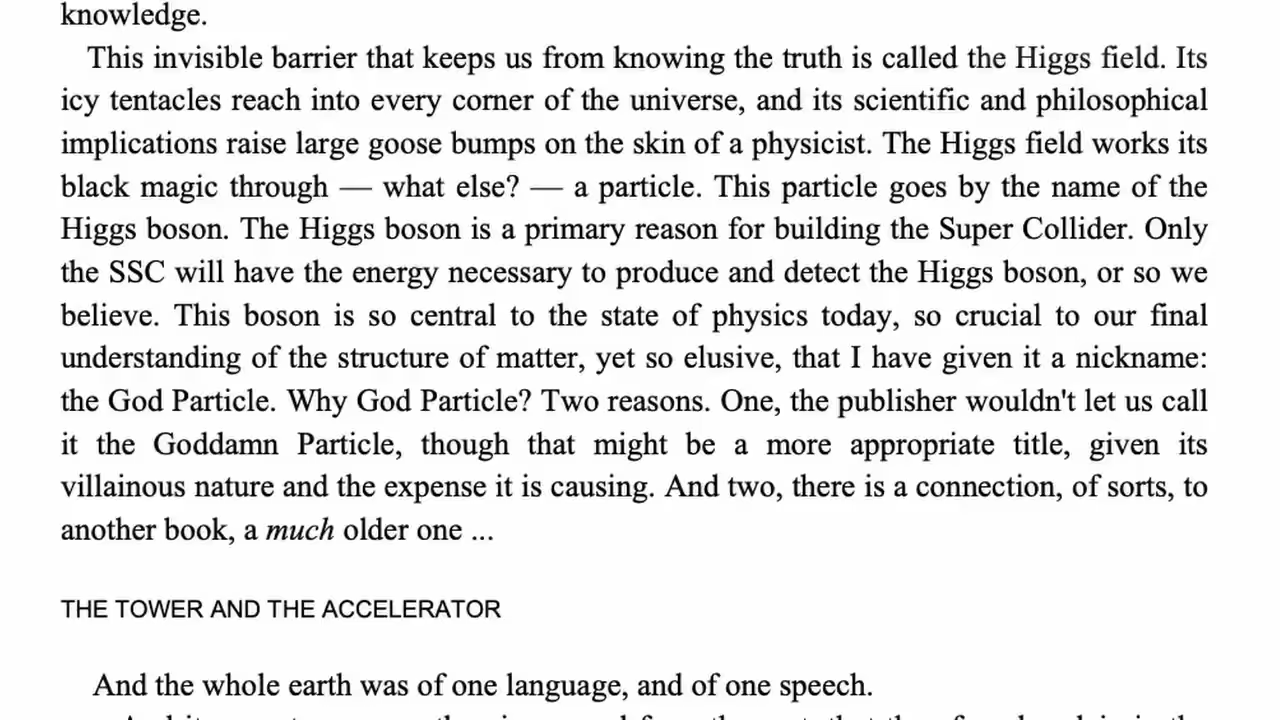 knowledge.
This invisible barrier that keeps us from knowing the truth is called the Higgs field. Its
icy tentacles reach into every corner of the universe, and its scientific and philosophical
implications raise large goose bumps on the skin of a physicist. The Higgs field works its
black magic through — what else? — a particle. This particle goes by the name of the
Higgs boson. The Higgs boson is a primary reason for building the Super Collider. Only
the SSC will have the energy necessary to produce and detect the Higgs boson, or so we
believe. This boson is so central to the state of physics today, so crucial to our final
understanding of the structure of matter, yet so elusive, that I have given it a nickname:
the God Particle. Why God Particle? Two reasons. One, the publisher wouldn't let us call
it the Goddamn Particle, though that might be a more appropriate title, given its
villainous nature and the expense it is causing. And two, there is a connection, of sorts, to
another book, a much older one ...
THE TOWER AND THE ACCELERATOR
And the whole earth was of one language, and of one speech.